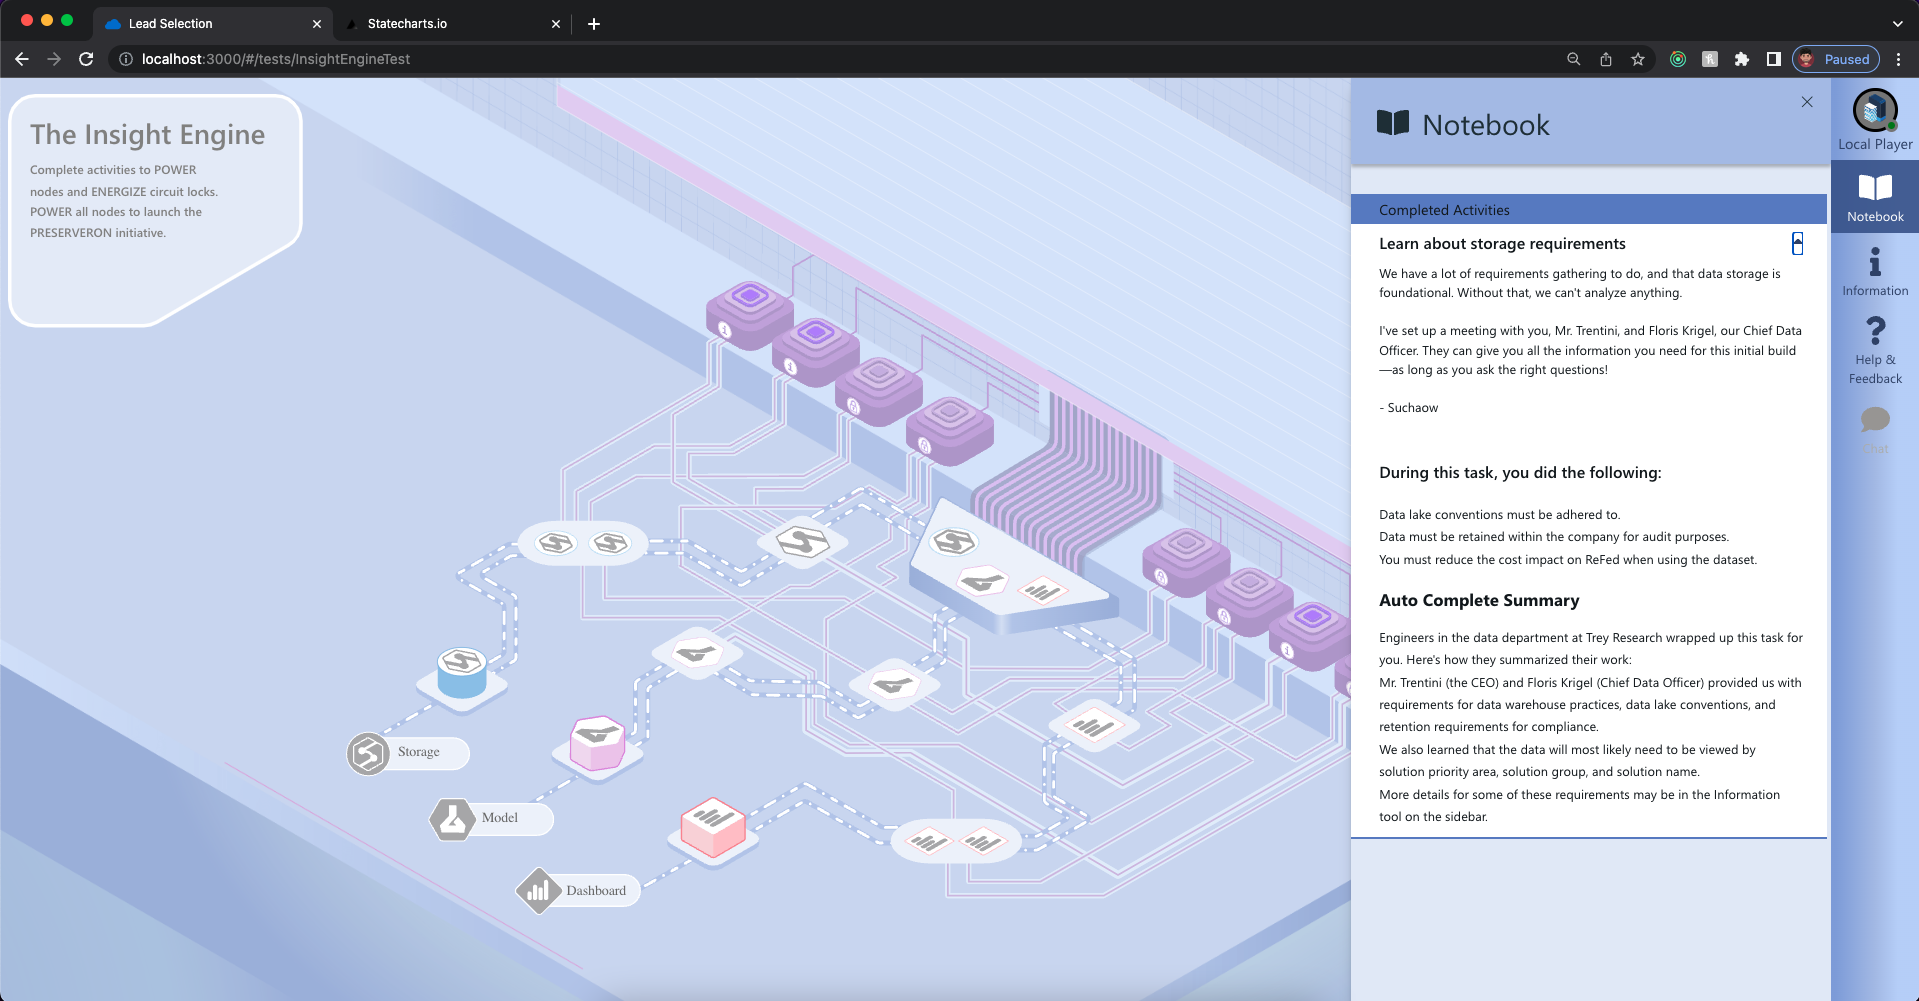 Lead Selection
Statecharts.io
localhost:3000/#/tests/InsightEngineTest
Paused
The Insight Engine
Complete activities to POWER
nodes and ENERGIZE circuit locks.
POWER all nodes to launch the
PRESERVERON initiative.
Storage
Model
Dashboard
Notebook
Completed Activities
Learn about storage requirements
We have a lot of requirements gathering to do, and that data storage is
foundational. Without that, we can't analyze anything.
I've set up a meeting with you, Mr. Trentini, and Floris Krigel, our Chief Data
Officer. They can give you all the information you need for this initial build
—as long as you ask the right questions!
- Suchaow
During this task, you did the following:
Data lake conventions must be adhered to.
Data must be retained within the company for audit purposes.
You must reduce the cost impact on ReFed when using the dataset.
Auto Complete Summary
Engineers in the data department at Trey Research wrapped up this task for
you. Here's how they summarized their work:
Mr. Trentini (the CEO) and Floris Krigel (Chief Data Officer) provided us with
requirements for data warehouse practices, data lake conventions, and
retention requirements for compliance.
We also learned that the data will most likely need to be viewed by
solution priority area, solution group, and solution name.
More details for some of these requirements may be in the Information
tool on the sidebar.
Local Player
Notebook
Information
Help &
Feedback
Chat